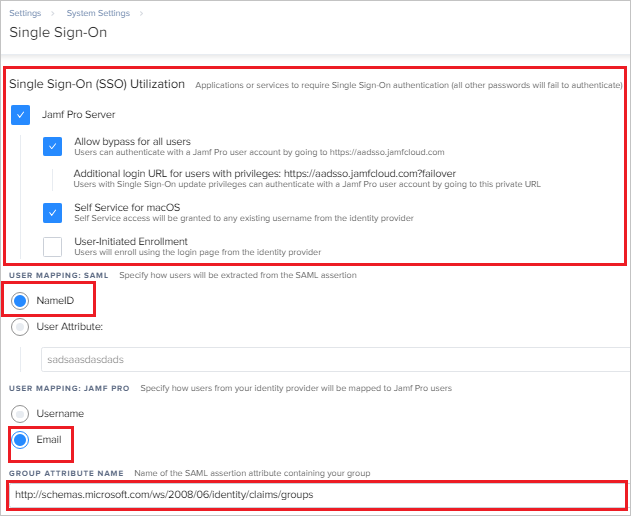 Settings > System Settings >
Single Sign-On
Single Sign-On (SSO) Utilization Applications or services to require Single Sign-On authentication (all other passwords will fail to authenticate)
Jamf Pro Server
Allow bypass for all users
Users can authenticate with a Jamf Pro user account by going to https://aadsso.jamfcloud.com
Additional login URL for users with privileges: https://aadsso.jamfcloud?failover
Users with Single Sign-On update privileges can authenticate with a Jamf Pro user account by going to this private URL
Self Service for macOS
Self Service access will be granted to any existing username from the identity provider
User-Initiated Enrollment
Users will enroll using the login page from the identity provider
USER MAPPING: SAML Specify how users will be extracted from the SAML assertion
NameID
User Attribute:
sadsaasdasdads
USER MAPPING: JAMF PRO Specify how users from your identity provider will be mapped to Jamf Pro users
Username
Email
GROUP ATTRIBUTE NAME Name of the SAML assertion attribute containing your group
http://schemas.microsoft.com/ws/2008/06/identity/claims/groups